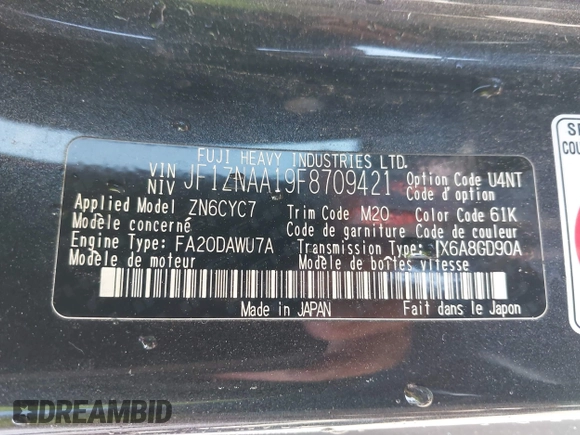 FUJI HEAVY INDUSTRIES LTD.
VIN
NIV JF1ZNAA19F8709421 Option Code U4NT
Code d'option
Applied Model ZN6CYC7 Trim Code M20 Color Code 61K
Modèle concerné Code de garniture Code de couleur
Engine Type: FA20DAWU7A Transmission Type: TX6A8GD90A
Modèle de moteur Modèle de boîtes vitesse
Made in JAPAN Fait dans le Japon
DREAMBID